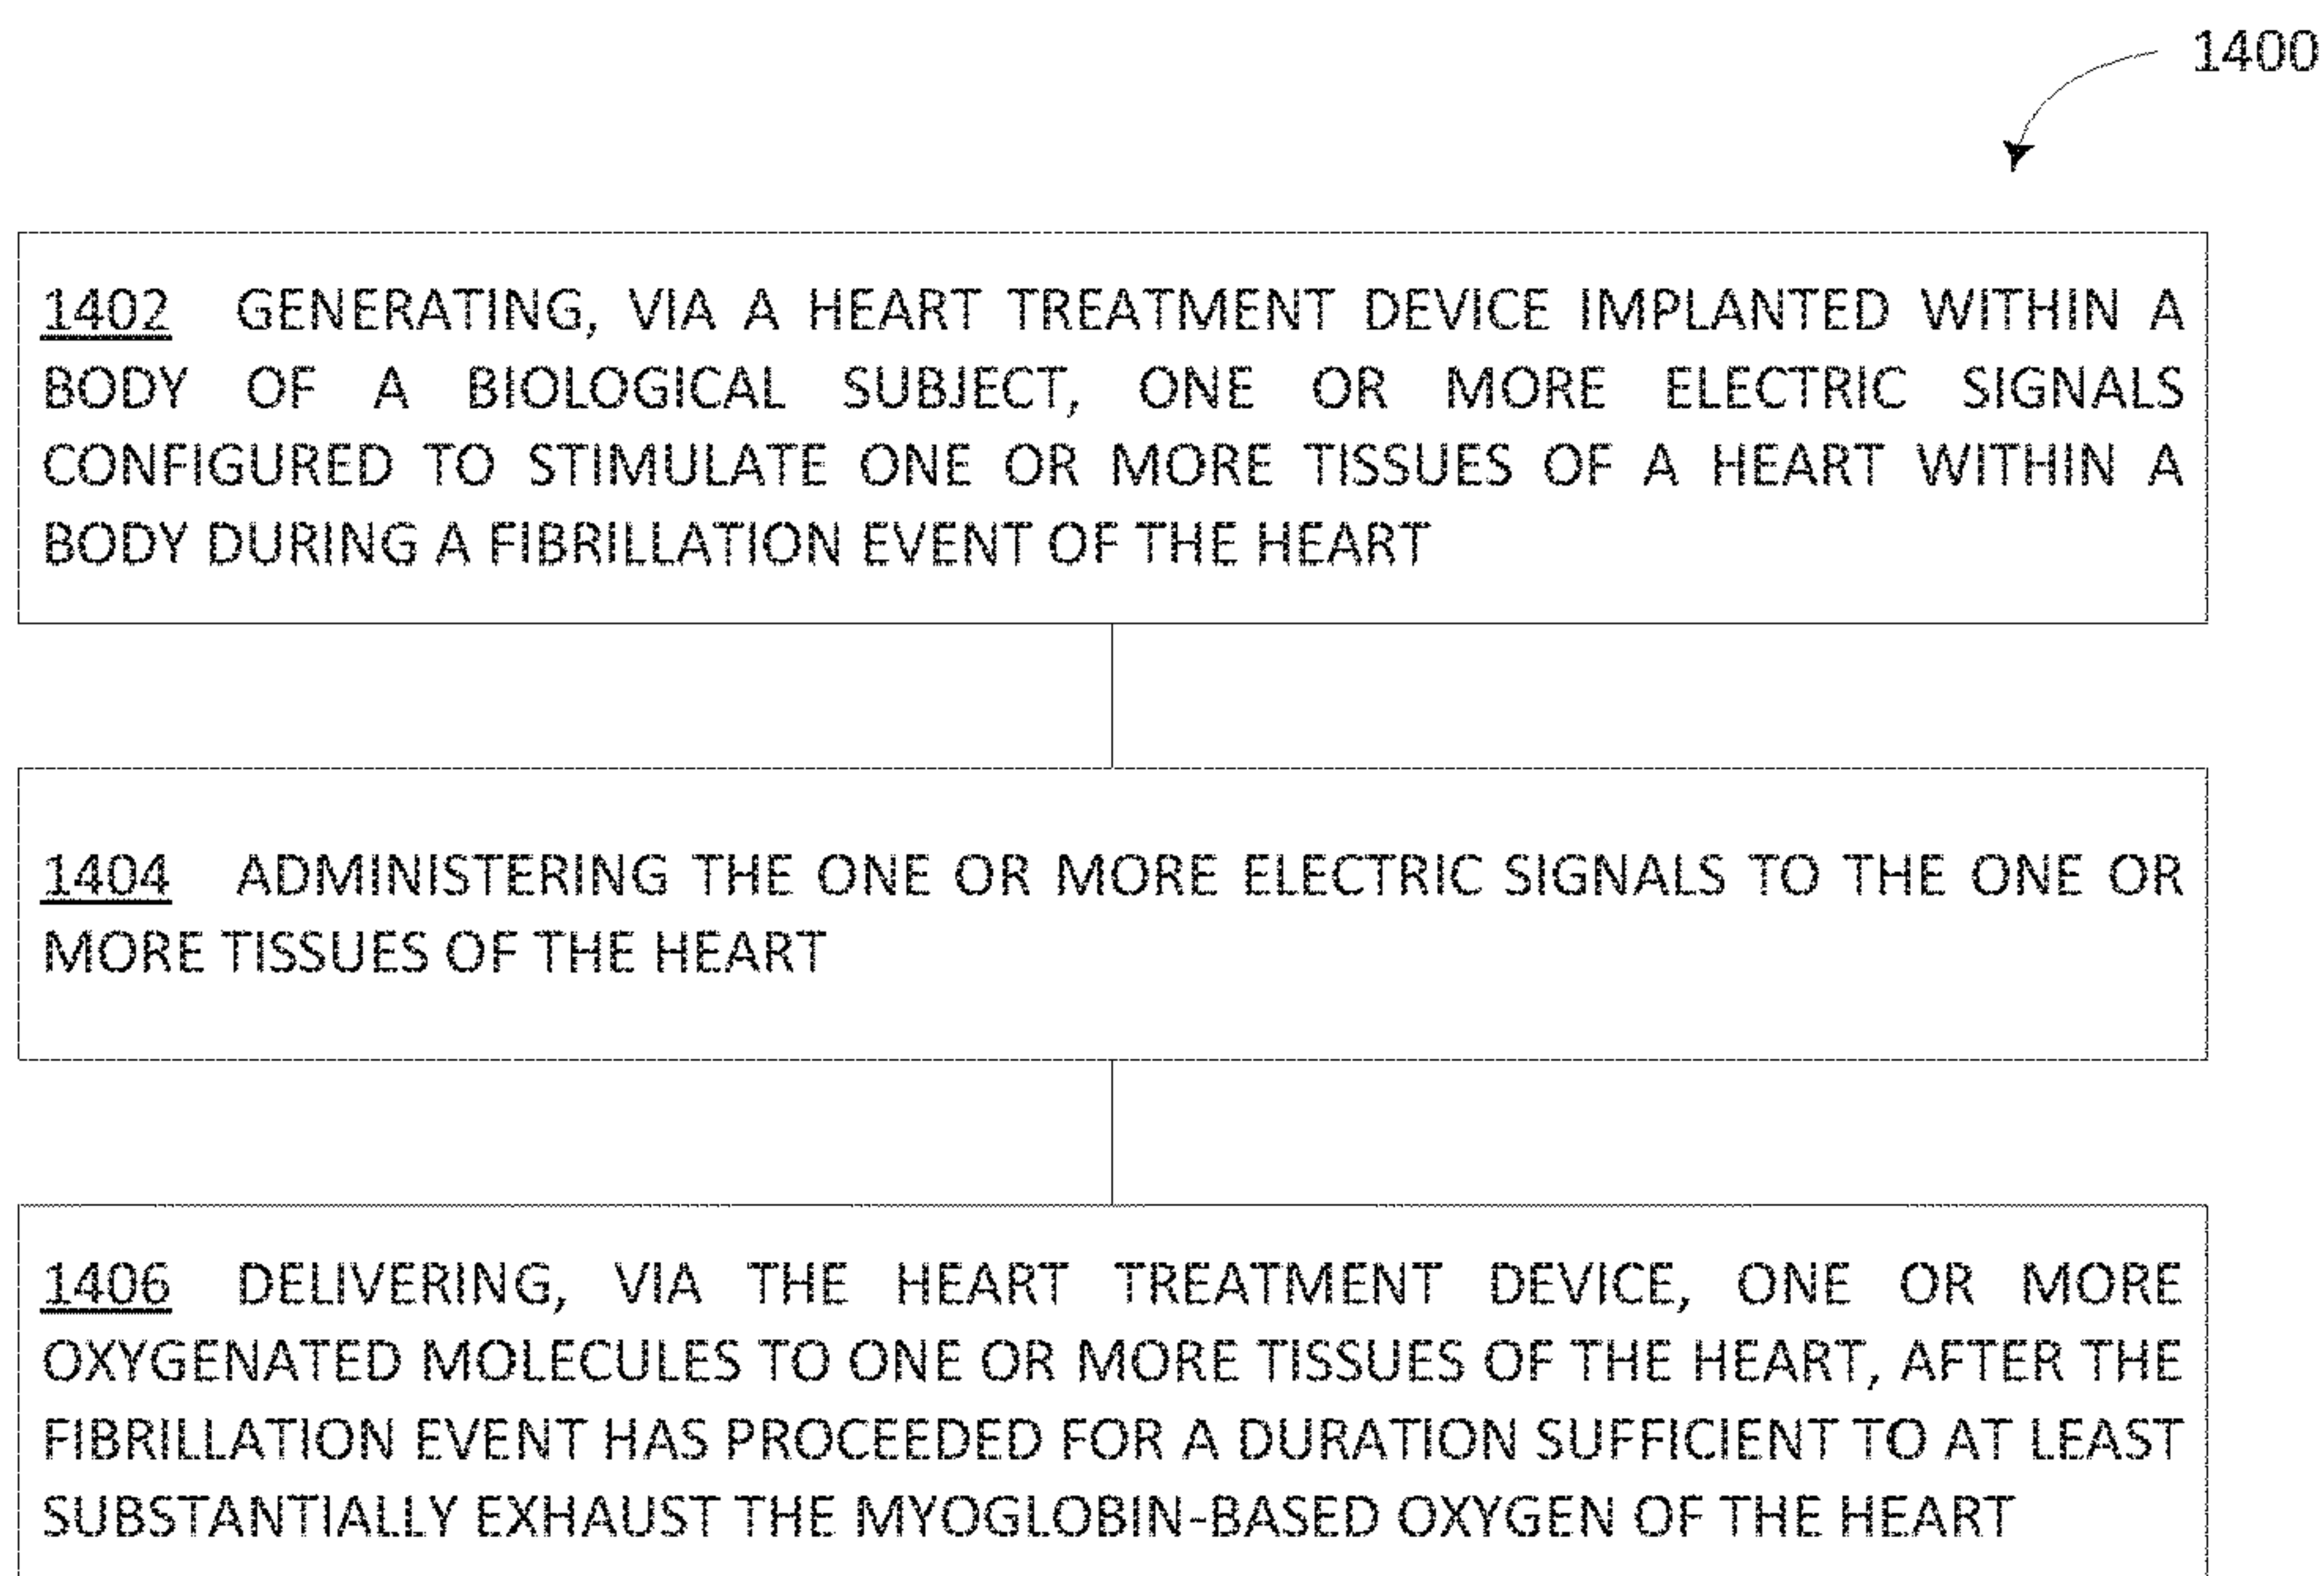 1400
1402 GENERATING, VIA A HEART TREATMENT DEVICE IMPLANTED WITHIN A
BODY OF A BIOLOGICAL SUBJECT, ONE OR MORE ELECTRIC SIGNALS
CONFIGURED TO STIMULATE ONE OR MORE TISSUES OF A HEART WITHIN A
BODY DURING A FIBRILLATION EVENT OF THE HEART
1404 ADMINISTERING THE ONE OR MORE ELECTRIC SIGNALS TO THE ONE OR
MORE TISSUES OF THE HEART
1406 DELIVERING, VIA THE HEART TREATMENT DEVICE, ONE OR MORE
OXYGENATED MOLECULES TO ONE OR MORE TISSUES OF THE HEART, AFTER THE
FIBRILLATION EVENT HAS PROCEEDED FOR A DURATION SUFFICIENT TO AT LEAST
SUBSTANTIALLY EXHAUST THE MYOGLOBIN-BASED OXYGEN OF THE HEART